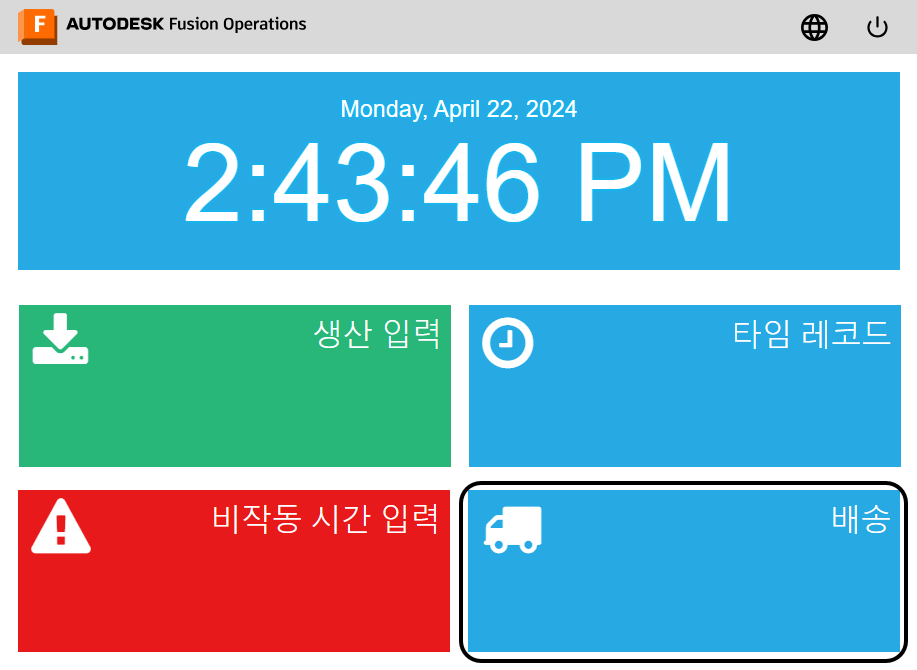 AUTODESK Fusion Operations
Monday, April 22, 2024
2:43:46 PM
생산 입력
타임 레코드
비작동 시간 입력
배송